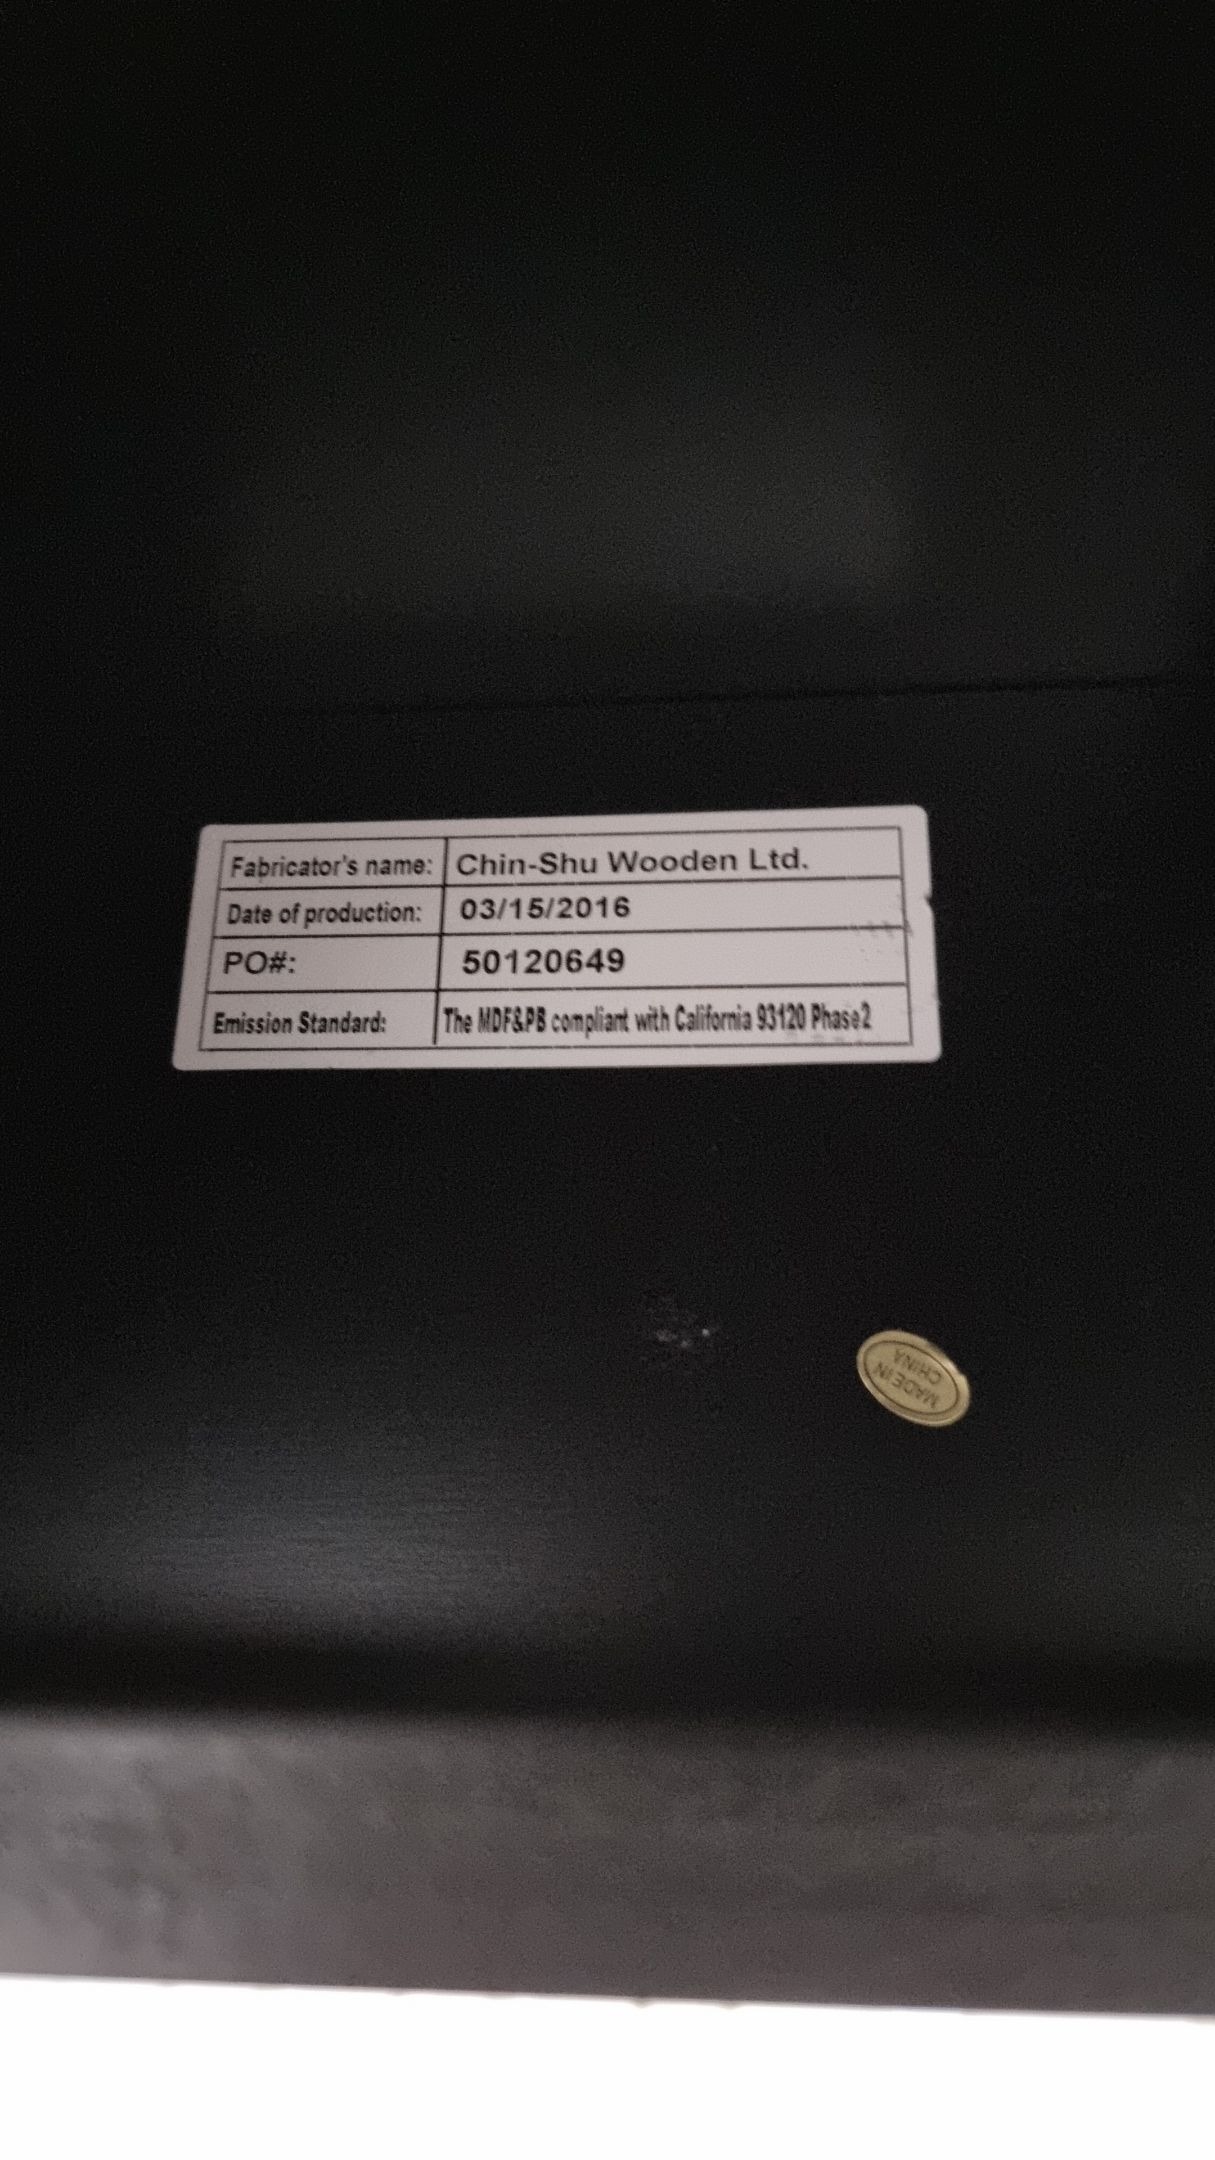 Fabricator's name: Chin-Shu Wooden Ltd.
Date of production: 03/15/2016
PO#: 50120649
Emission Standard: The MDF&PB compliant with California 93120 Phase2
MADE IN
CHINA